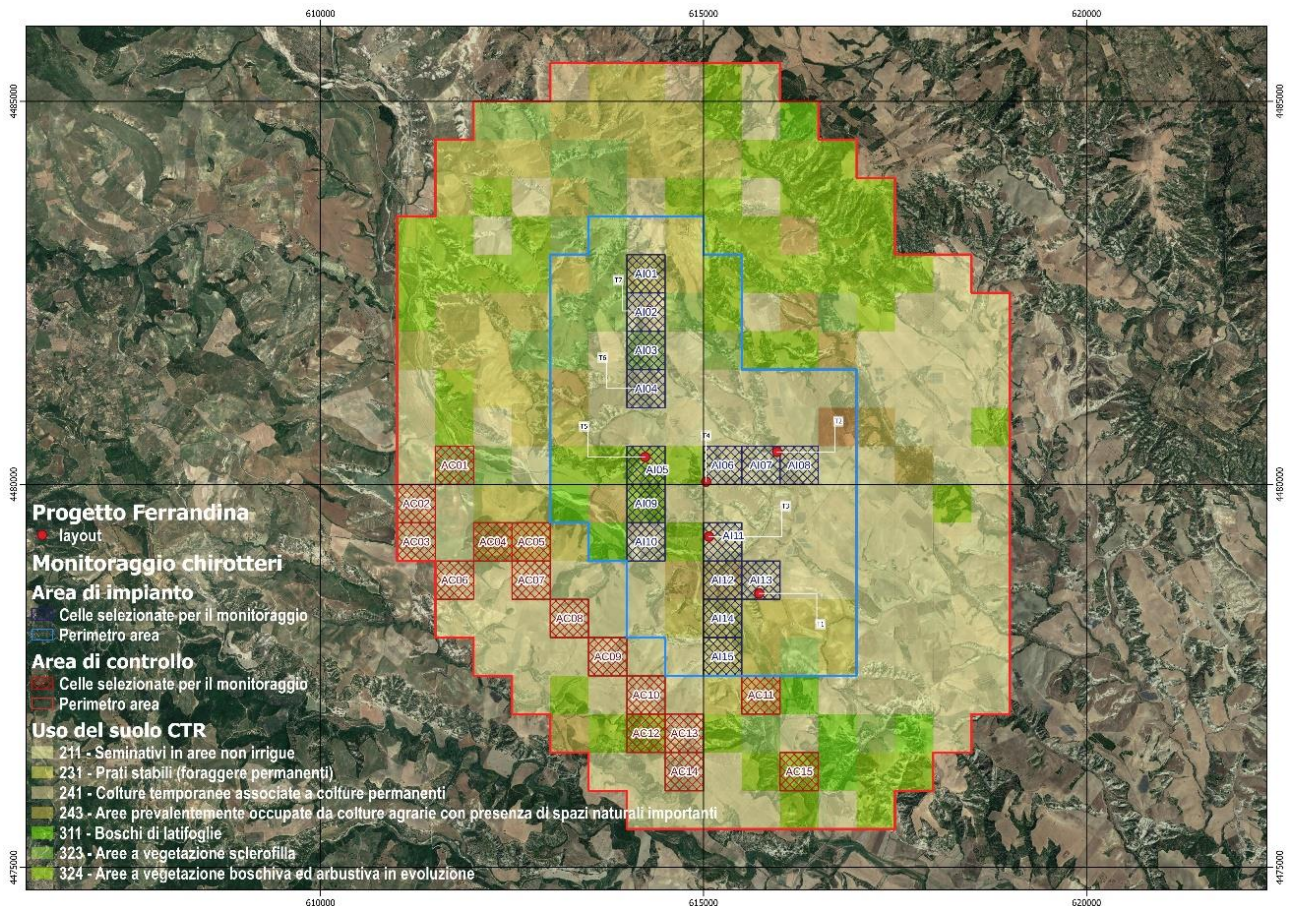 610000 615000 620000
4485000 4485000
AI01
T7
AI02
AI03
T6
AI04
T5 T4
AC01 AI05 AI06 AI07 AI08
4480000 4480000
AC02 AI09
Progetto Ferrandina
layout
AC03 AC04 AC05 AI10 AI11
Monitoraggio chirotteri
AC06 AC07 AI12 AI13
Area di impianto
Celle selezionate per il monitoraggio
AC08 AI14
Perimetro area
AC09 AI15
Area di controllo
Celle selezionate per il monitoraggio
AC10 AC11
Perimetro area
Uso del suolo CTR
AC12 AC13
211 - Seminativi in aree non irrigue
231 - Prati stabili (foraggere permanenti)
AC14 AC15
241 - Colture temporanee associate a colture permanenti
243 - Aree prevalentemente occupate da colture agrarie con presenza di spazi naturali importanti
311 - Boschi di latifoglie
323 - Aree a vegetazione sclerofilla
324 - Aree a vegetazione boschiva ed arbustiva in evoluzione
4475000 4475000
610000 615000 620000